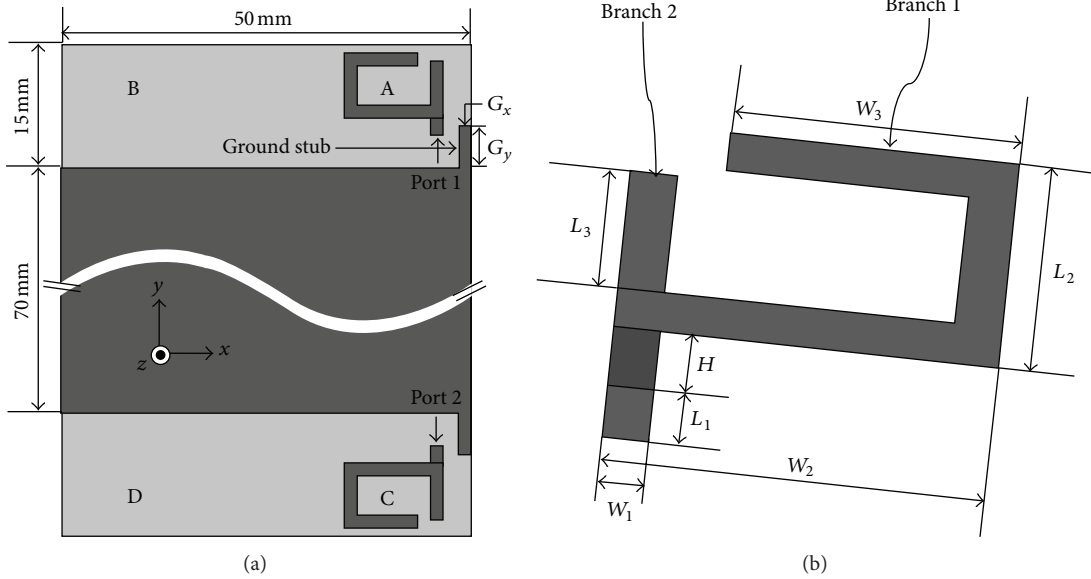 50 mm
15 mm
B
A
G_x
G_y
Ground stub
Port 1
70 mm
y
x
z
Port 2
D
C
(a)
Branch 2
Branch 1
W_3
L_3
L_2
H
L_1
W_2
W_1
(b)